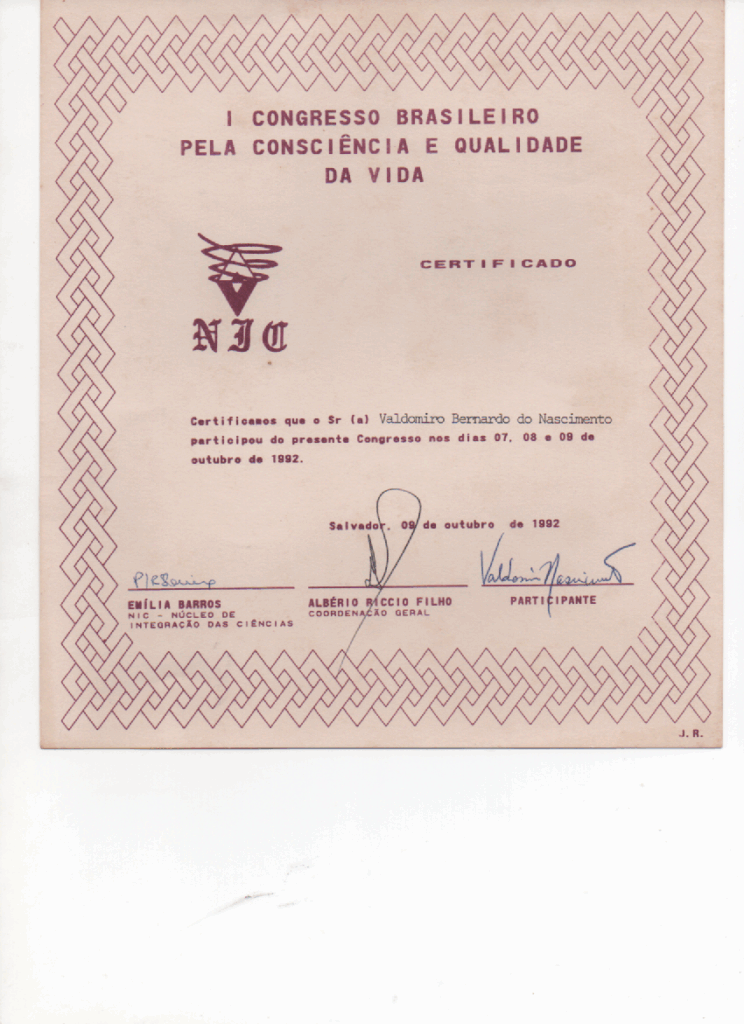 I CONGRESSO BRASILEIRO
PELA CONSCIÊNCIA E QUALIDADE
DA VIDA
CERTIFICADO
NIC
Certificamos que o Sr (a) Valdomiro Bernardo do Nascimento
participou do presente Congresso nos dias 07, 08 e 09 de
outubro de 1992.
Salvador, 09 de outubro de 1992
Valdomiro Nascimento
EMÍLIA BARROS
NIC - NÚCLEO DE
INTEGRAÇÃO DAS CIÊNCIAS
ALBÉRIO RICCIO FILHO
COORDENAÇÃO GERAL
PARTICIPANTE
J.R.